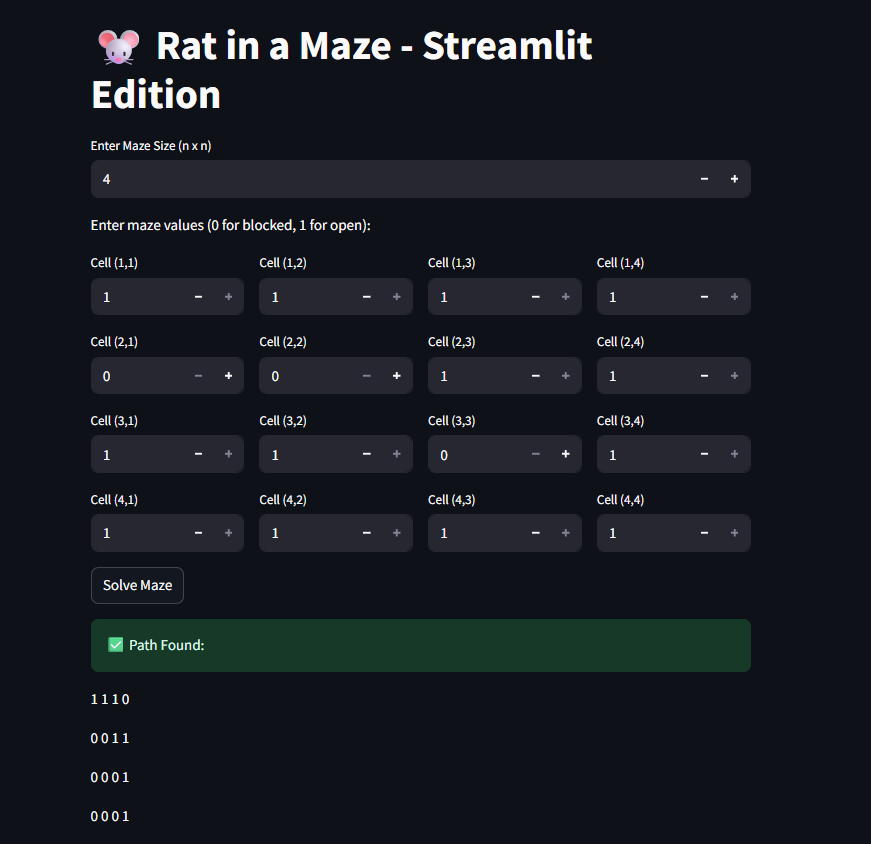 🐭 Rat in a Maze - Streamlit
Edition
Enter Maze Size (n x n)
4 − +
Enter maze values (0 for blocked, 1 for open):
Cell (1,1) Cell (1,2) Cell (1,3) Cell (1,4)
1 − + 1 − + 1 − + 1 − +
Cell (2,1) Cell (2,2) Cell (2,3) Cell (2,4)
0 − + 0 − + 1 − + 1 − +
Cell (3,1) Cell (3,2) Cell (3,3) Cell (3,4)
1 − + 1 − + 0 − + 1 − +
Cell (4,1) Cell (4,2) Cell (4,3) Cell (4,4)
1 − + 1 − + 1 − + 1 − +
Solve Maze
✅ Path Found:
1 1 1 0
0 0 1 1
0 0 0 1
0 0 0 1